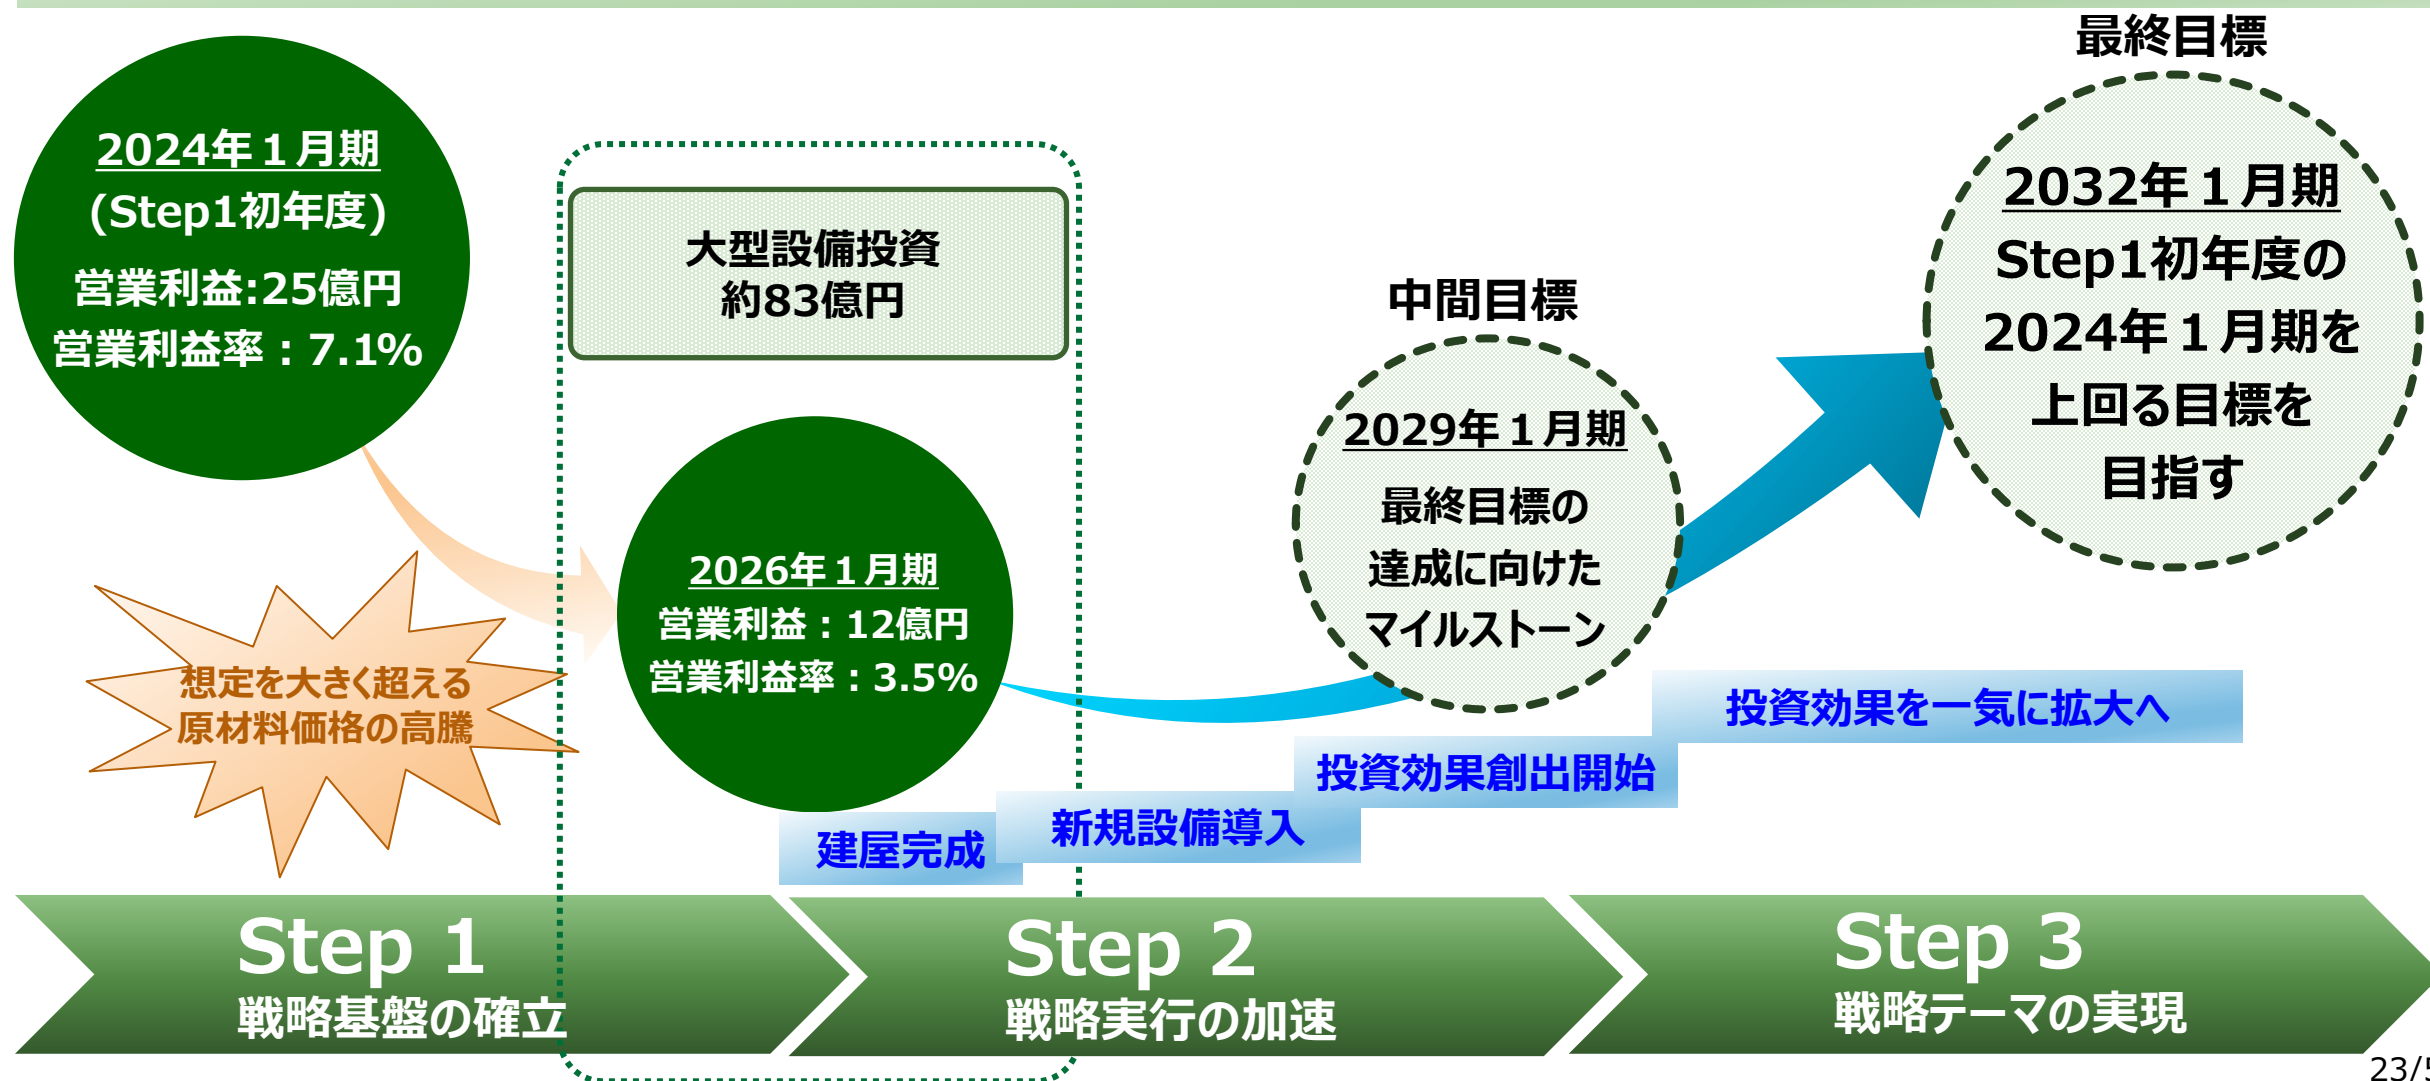 最終目標
2024年１月期
(Step1初年度)
営業利益:25億円
営業利益率：7.1%
大型設備投資
約83億円
中間目標
2032年１月期
Step1初年度の
2024年１月期を
上回る目標を
目指す
2029年１月期
最終目標の
達成に向けた
マイルストーン
2026年１月期
営業利益：12億円
営業利益率：3.5%
想定を大きく超える
原材料価格の高騰
投資効果を一気に拡大へ
投資効果創出開始
新規設備導入
建屋完成
Step 1
戦略基盤の確立
Step 2
戦略実行の加速
Step 3
戦略テーマの実現